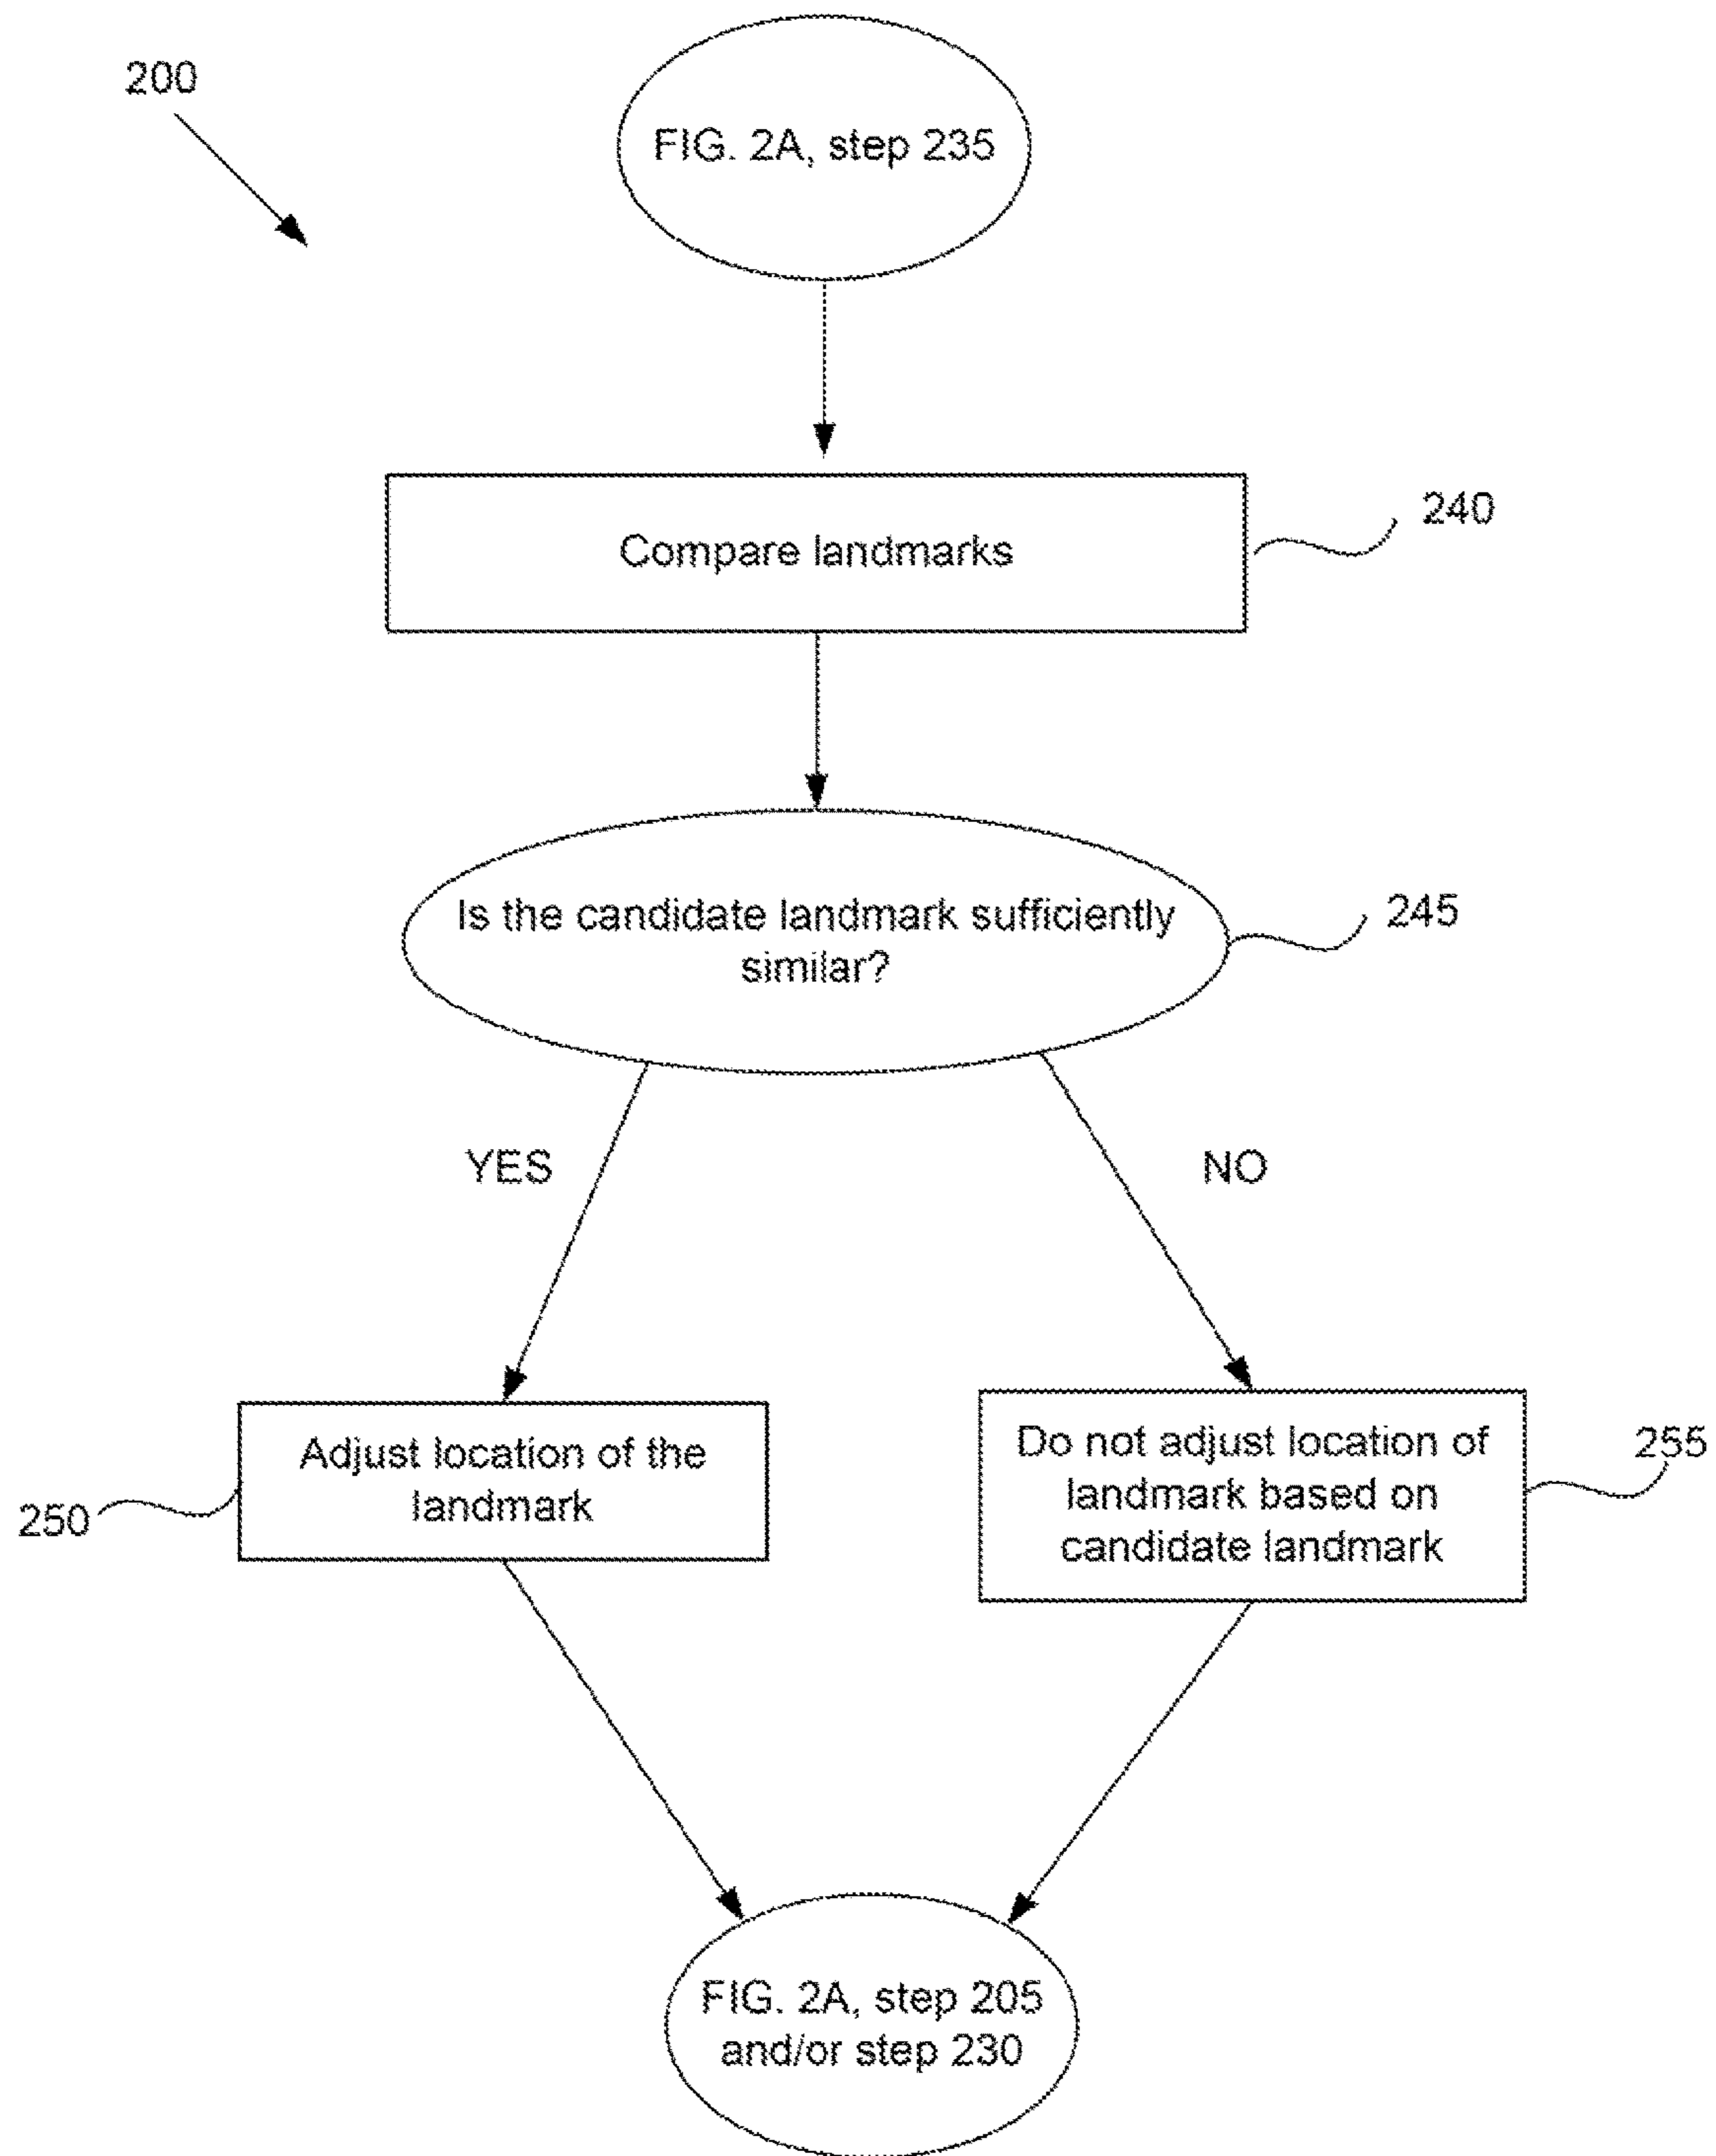 200
FIG. 2A, step 235
Compare landmarks
240
Is the candidate landmark sufficiently
similar?
245
YES
NO
Adjust location of the
landmark
250
Do not adjust location of
landmark based on
candidate landmark
255
FIG. 2A, step 205
and/or step 230